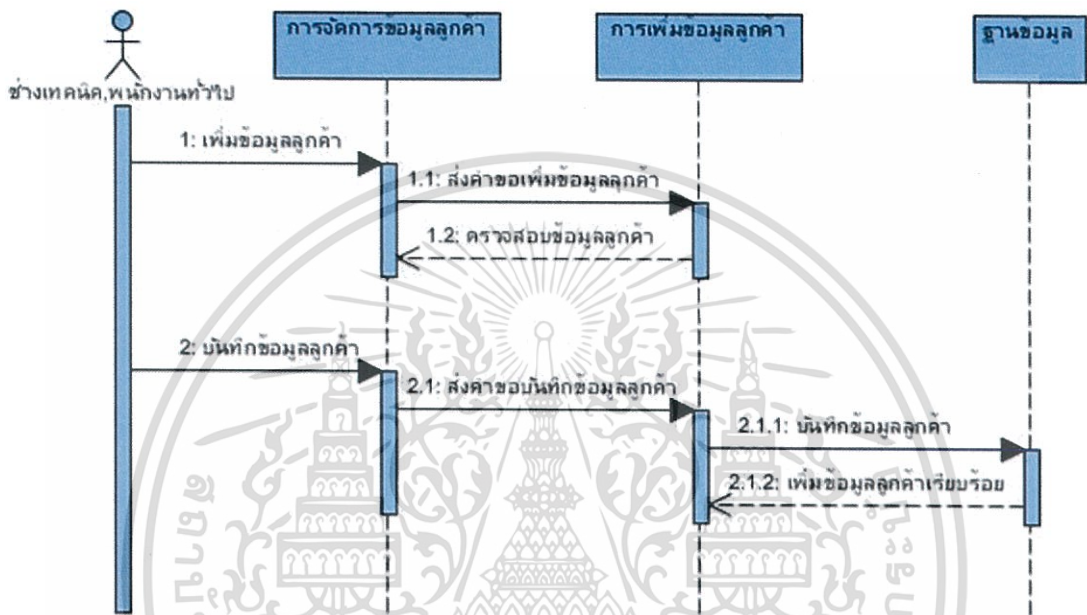 การจัดการข้อมูลลูกค้า
การเพิ่มข้อมูลลูกค้า
ฐานข้อมูล
ช่างเทคนิค,พนักงานทั่วไป
1: เพิ่มข้อมูลลูกค้า
1.1: ส่งคำขอเพิ่มข้อมูลลูกค้า
1.2: ตรวจสอบข้อมูลลูกค้า
2: บันทึกข้อมูลลูกค้า
2.1: ส่งคำขอบันทึกข้อมูลลูกค้า
2.1.1: บันทึกข้อมูลลูกค้า
2.1.2: เพิ่มข้อมูลลูกค้าเรียบร้อย